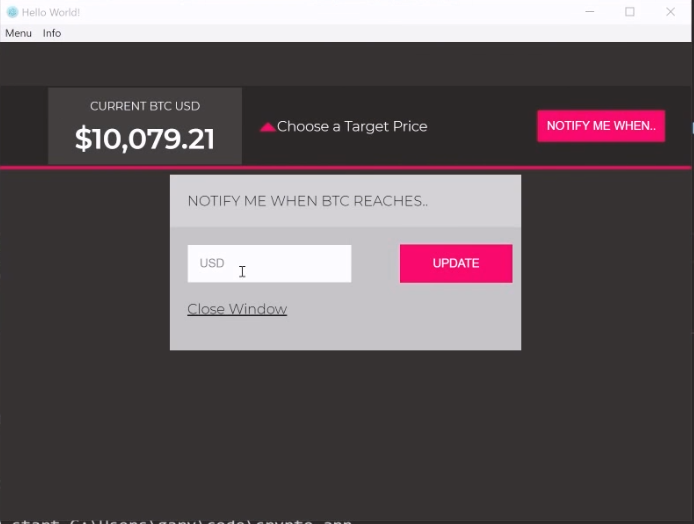 Hello World!
Menu Info
CURRENT BTC USD
$10,079.21
Choose a Target Price
NOTIFY ME WHEN..
NOTIFY ME WHEN BTC REACHES..
USD
UPDATE
Close Window
start C:\Users\gary\code\crypto-app